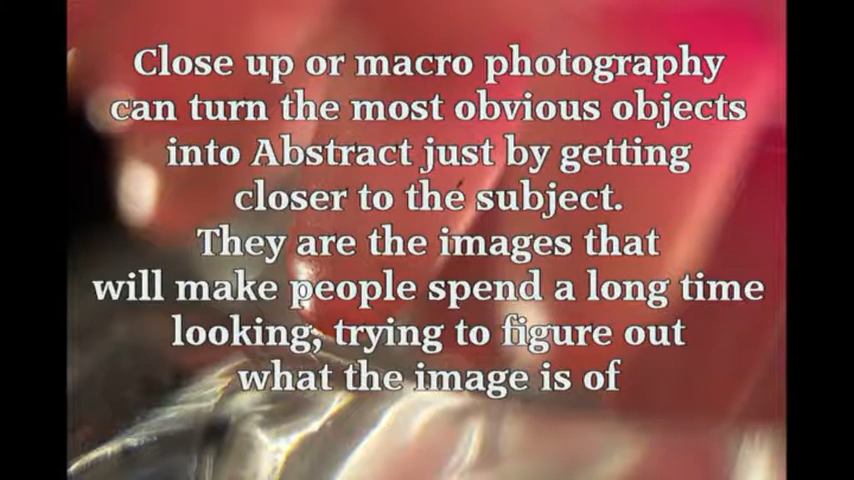 Close up or macro photography
can turn the most obvious objects
into Abstract just by getting
closer to the subject.
They are the images that
will make people spend a long time
looking, trying to figure out
what the image is of